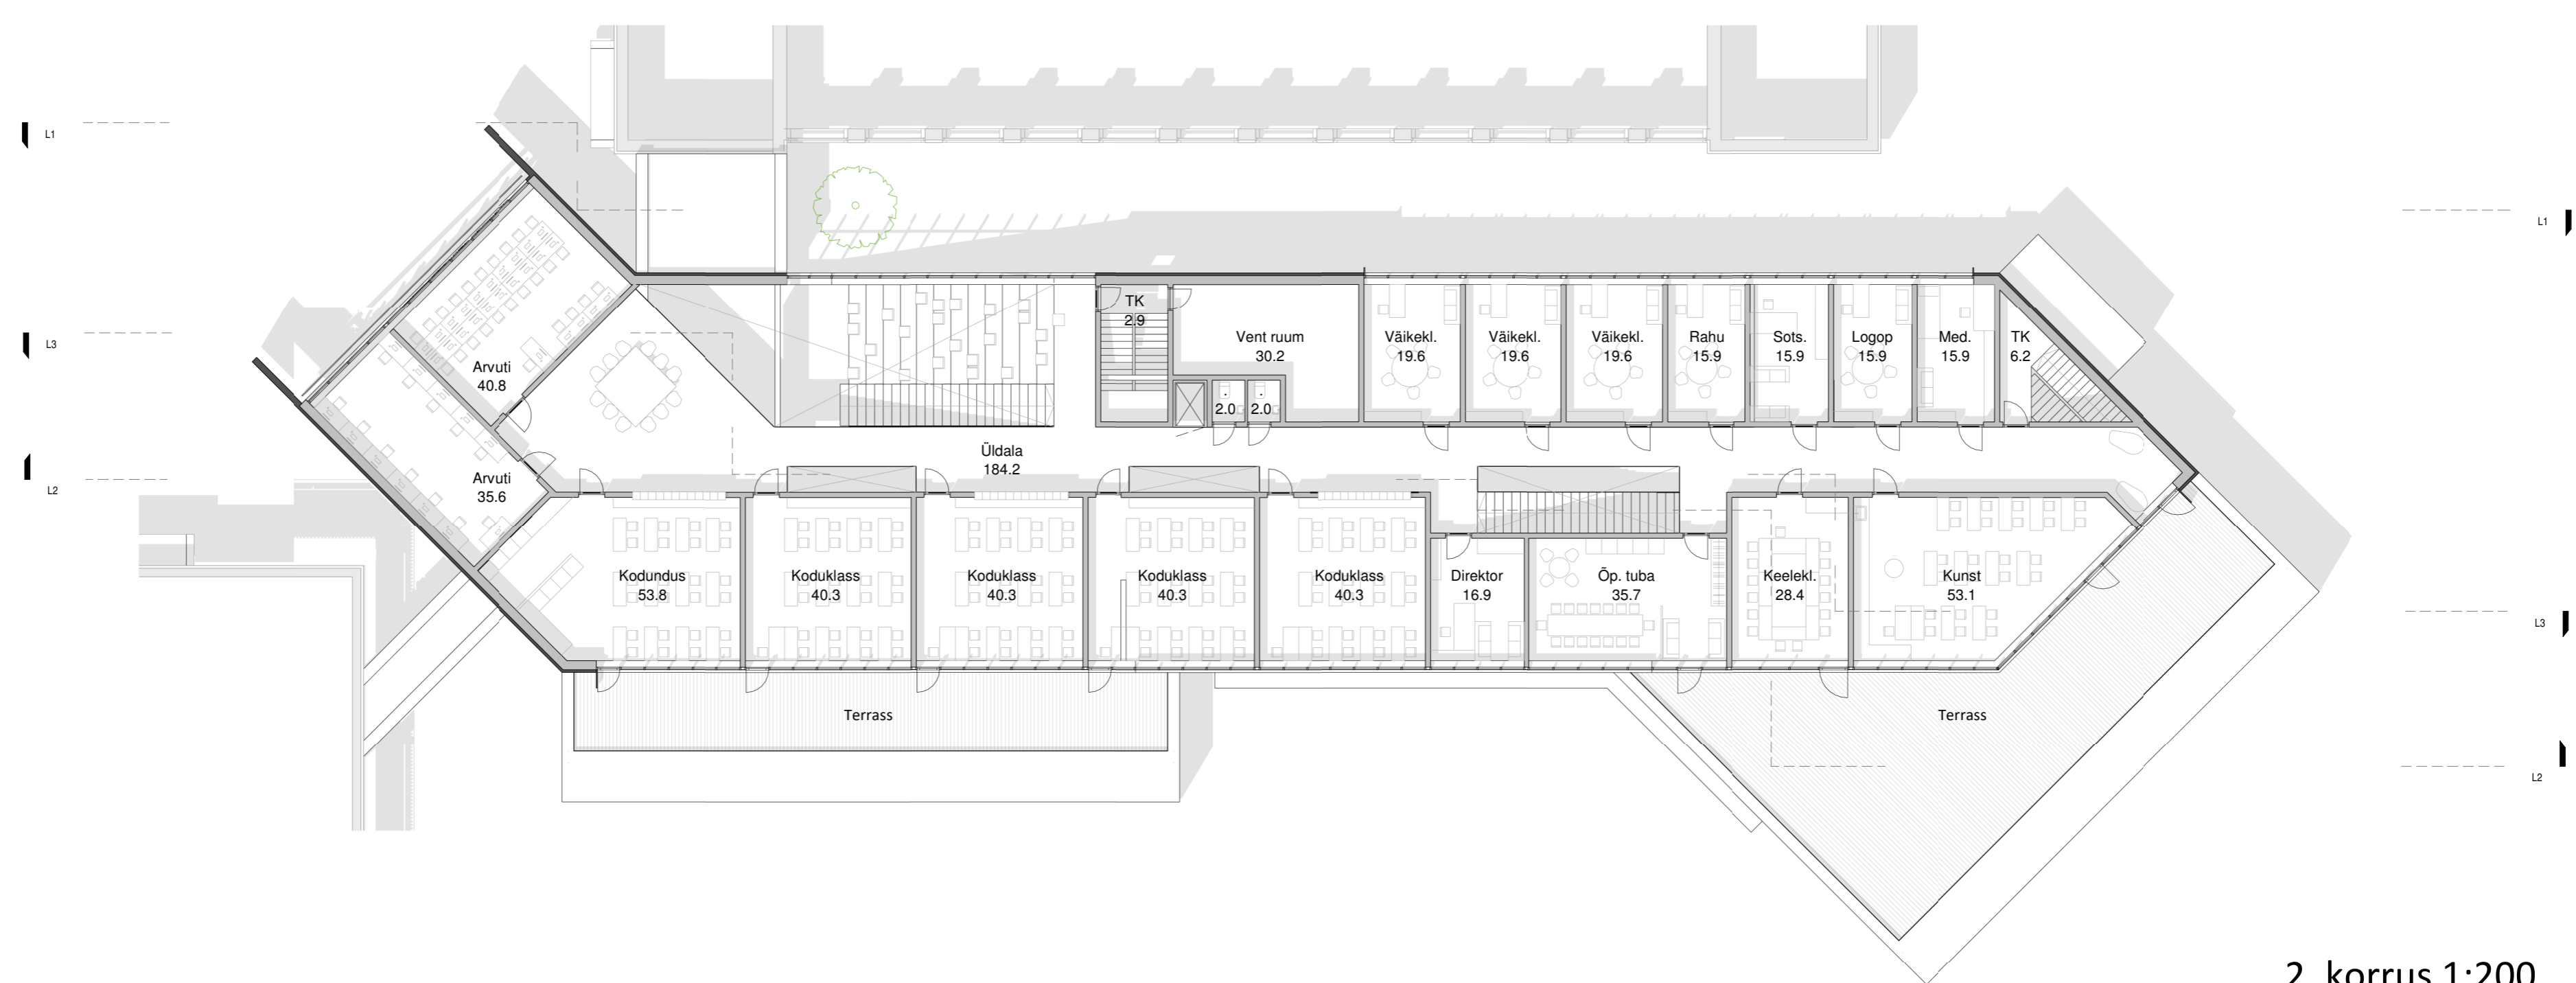 L1
L1
TK
2.9
Vent ruum
30.2
Väikekl.
19.6
Väikekl.
19.6
Väikekl.
19.6
Rahu
15.9
Sots.
15.9
Logop
15.9
Med.
15.9
TK
6.2
L3
Arvuti
40.8
2.0
2.0
Üldala
184.2
L2
Arvuti
35.6
Kodundus
53.8
Koduklass
40.3
Koduklass
40.3
Koduklass
40.3
Koduklass
40.3
Direktor
16.9
Õp. tuba
35.7
Keelekl.
28.4
Kunst
53.1
L3
Terrass
Terrass
L2
2. korrus 1:200